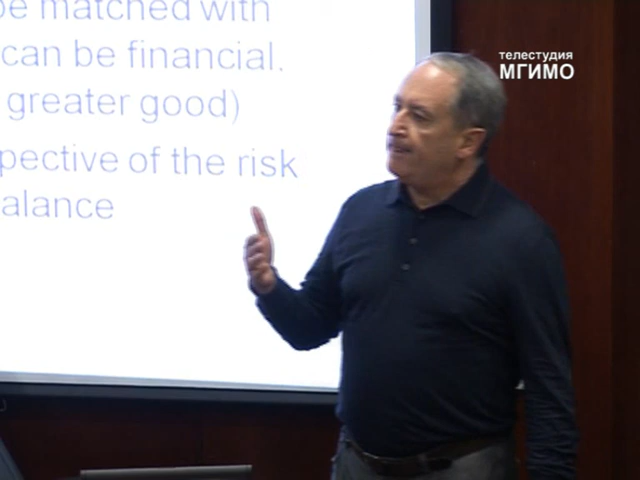 be matched with
can be financial.
greater good)
pective of the risk
alance
телестудия
МГИМО